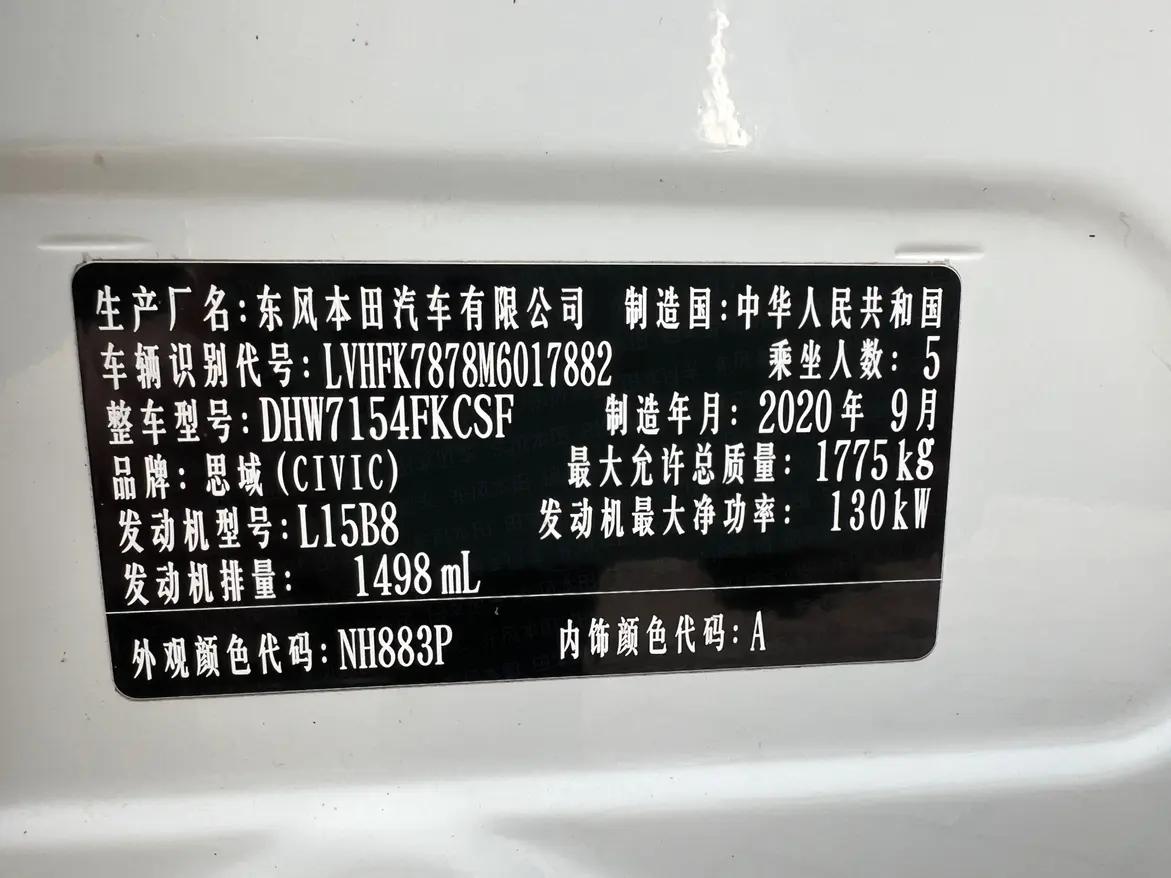 生产厂名:东风本田汽车有限公司 制造国:中华人民共和国
车辆识别代号:LVHFK7878M6017882 乘坐人数:5
整车型号:DHW7154FKCSF 制造年月:2020年 9月
品牌:思域(CIVIC) 最大允许总质量:1775kg
发动机型号:L15B8 发动机最大净功率:130kW
发动机排量: 1498mL
外观颜色代码:NH883P 内饰颜色代码:A